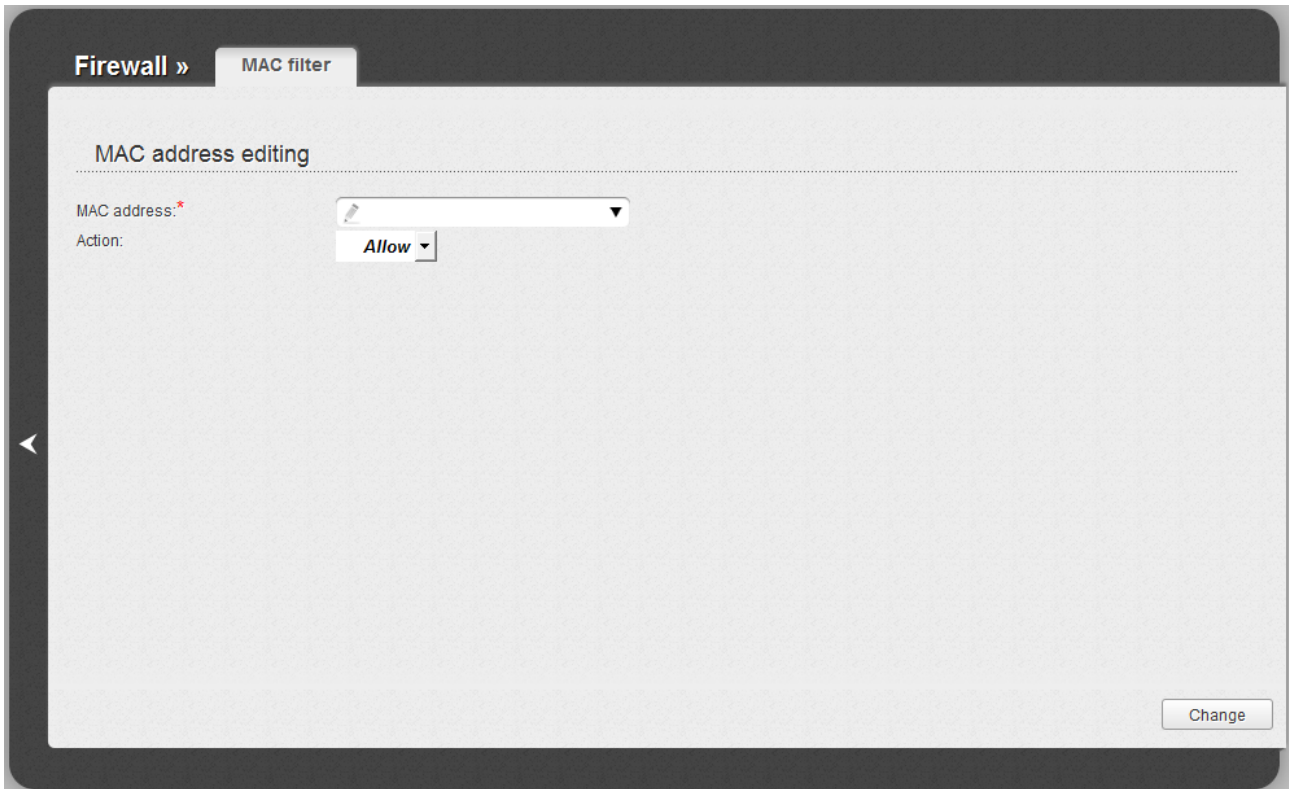 Firewall » MAC filter
MAC address editing
MAC address:*
Action: Allow
Change